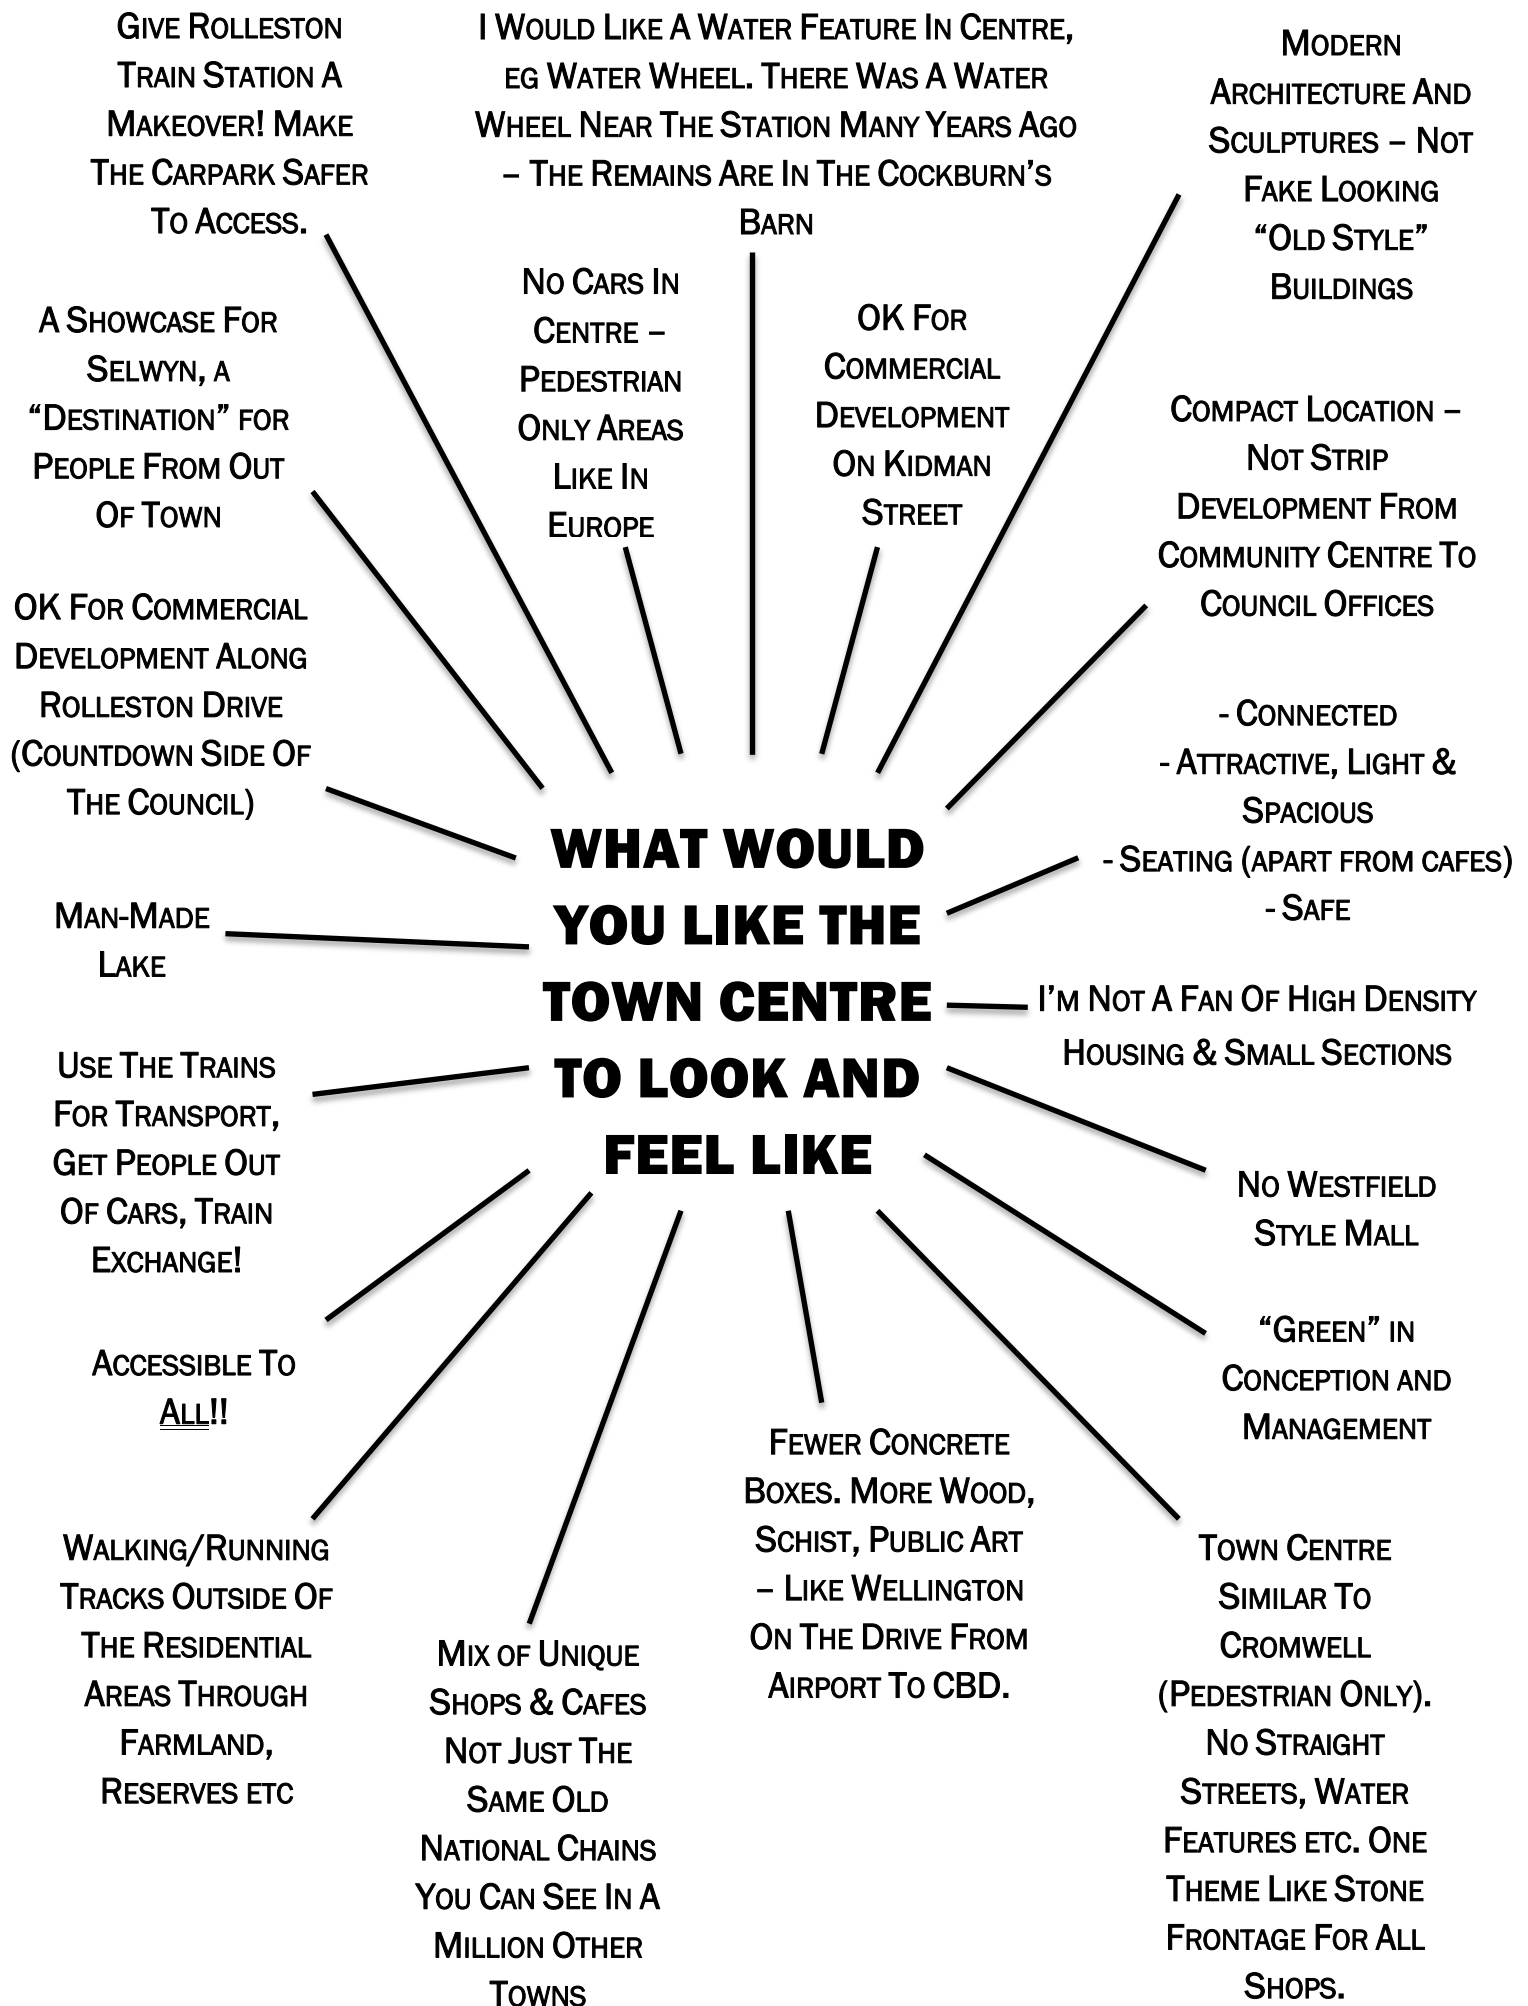 GIVE ROLLESTON
TRAIN STATION A
MAKEOVER! MAKE
THE CARPARK SAFER
TO ACCESS.
I WOULD LIKE A WATER FEATURE IN CENTRE,
EG WATER WHEEL. THERE WAS A WATER
WHEEL NEAR THE STATION MANY YEARS AGO
– THE REMAINS ARE IN THE COCKBURN’S
BARN
MODERN
ARCHITECTURE AND
SCULPTURES – NOT
FAKE LOOKING
“OLD STYLE”
BUILDINGS
A SHOWCASE FOR
SELWYN, A
“DESTINATION” FOR
PEOPLE FROM OUT
OF TOWN
NO CARS IN
CENTRE –
PEDESTRIAN
ONLY AREAS
LIKE IN
EUROPE
OK FOR
COMMERCIAL
DEVELOPMENT
ON KIDMAN
STREET
COMPACT LOCATION –
NOT STRIP
DEVELOPMENT FROM
COMMUNITY CENTRE TO
COUNCIL OFFICES
OK FOR COMMERCIAL
DEVELOPMENT ALONG
ROLLESTON DRIVE
(COUNTDOWN SIDE OF
THE COUNCIL)
- CONNECTED
- ATTRACTIVE, LIGHT &
SPACIOUS
- SEATING (APART FROM CAFES)
- SAFE
WHAT WOULD
YOU LIKE THE
TOWN CENTRE
TO LOOK AND
FEEL LIKE
MAN-MADE
LAKE
I’M NOT A FAN OF HIGH DENSITY
HOUSING & SMALL SECTIONS
USE THE TRAINS
FOR TRANSPORT,
GET PEOPLE OUT
OF CARS, TRAIN
EXCHANGE!
NO WESTFIELD
STYLE MALL
ACCESSIBLE TO
ALL!!
“GREEN” IN
CONCEPTION AND
MANAGEMENT
WALKING/RUNNING
TRACKS OUTSIDE OF
THE RESIDENTIAL
AREAS THROUGH
FARMLAND,
RESERVES ETC
MIX OF UNIQUE
SHOPS & CAFES
NOT JUST THE
SAME OLD
NATIONAL CHAINS
YOU CAN SEE IN A
MILLION OTHER
TOWNS
FEWER CONCRETE
BOXES. MORE WOOD,
SCHIST, PUBLIC ART
– LIKE WELLINGTON
ON THE DRIVE FROM
AIRPORT TO CBD.
TOWN CENTRE
SIMILAR TO
CROMWELL
(PEDESTRIAN ONLY).
NO STRAIGHT
STREETS, WATER
FEATURES ETC. ONE
THEME LIKE STONE
FRONTAGE FOR ALL
SHOPS.